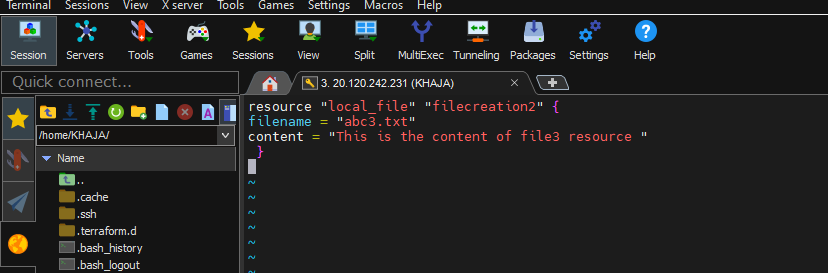 Terminal Sessions View X server Tools Games Settings Macros Help
Session Servers Tools Games Sessions View Split MultiExec Tunneling Packages Settings Help
Quick connect...
3. 20.120.242.231 (KHAJA)
/home/KHAJA/
Name
..
.cache
.ssh
.terraform.d
.bash_history
.bash_logout
resource "local_file" "filecreation2" {
filename = "abc3.txt"
content = "This is the content of file3 resource "
}
~
~
~
~
~
~